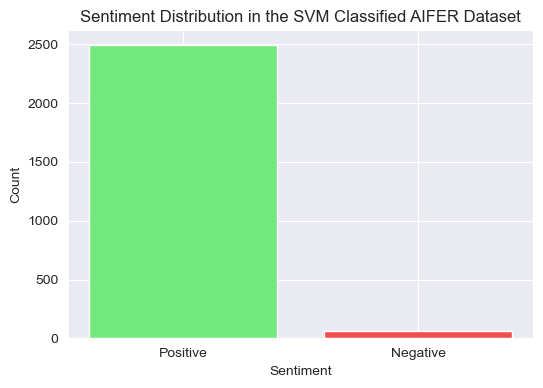 Sentiment Distribution in the SVM Classified AIFER Dataset
2500
2000
1500
1000
500
0
Count
Positive
Negative
Sentiment